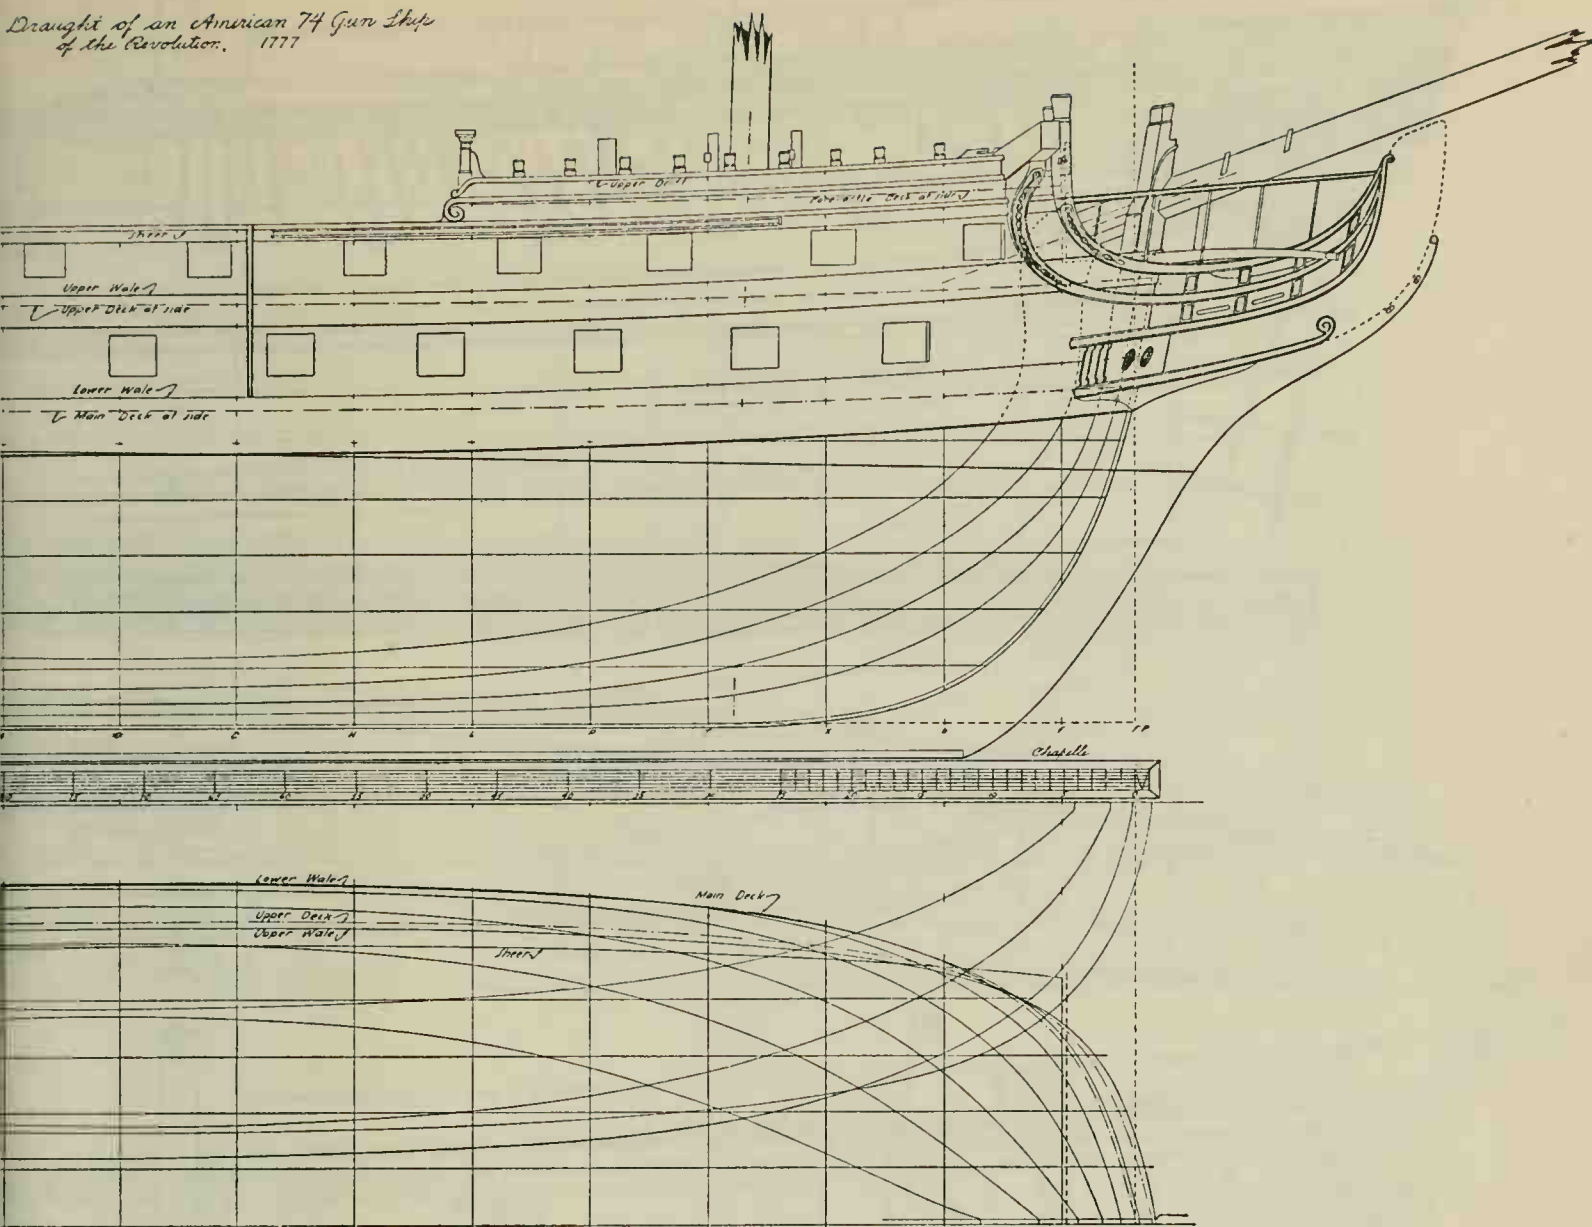 Draught of an American 74 Gun Ship
of the Revolution. 1777
Upper Drift
Forecastle Deck at side
Sheer
Upper Wale
Upper Deck at side
Lower Wale
Main Deck at side
F.P.
Chapelle
Lower Wale
Main Deck
Upper Deck
Upper Wale
Sheer